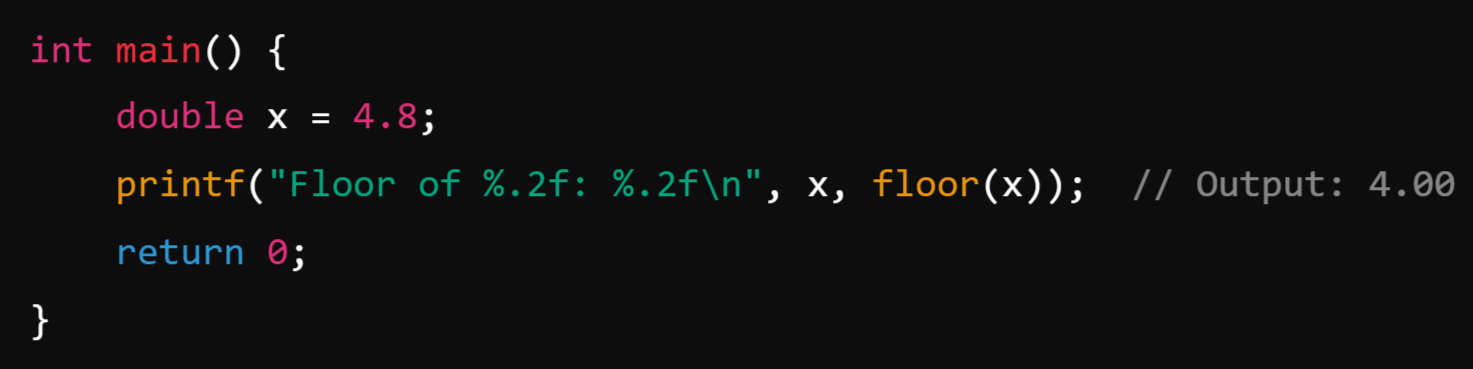 int main() {
    double x = 4.8;
    printf("Floor of %.2f: %.2f\n", x, floor(x));  // Output: 4.00
    return 0;
}